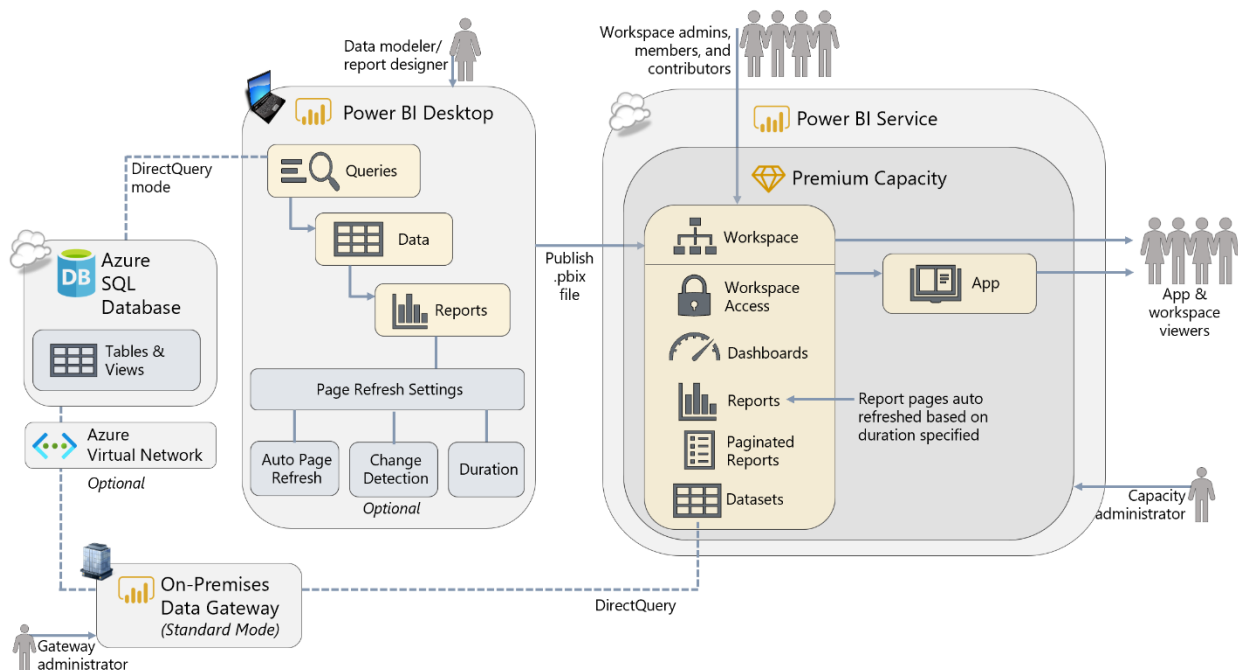 Data modeler/
report designer
Workspace admins,
members, and
contributors
Power BI Desktop
Power BI Service
DirectQuery
mode
Queries
Premium Capacity
Data
Publish
.pbix
file
Workspace
Azure
SQL
Database
DB
Workspace
Access
App
App &
workspace
viewers
Reports
Tables &
Views
Dashboards
Page Refresh Settings
Reports
Report pages auto
refreshed based on
duration specified
Azure
Virtual Network
Optional
Auto Page
Refresh
Change
Detection
Duration
Optional
Paginated
Reports
Datasets
Capacity
administrator
On-Premises
Data Gateway
(Standard Mode)
DirectQuery
Gateway
administrator